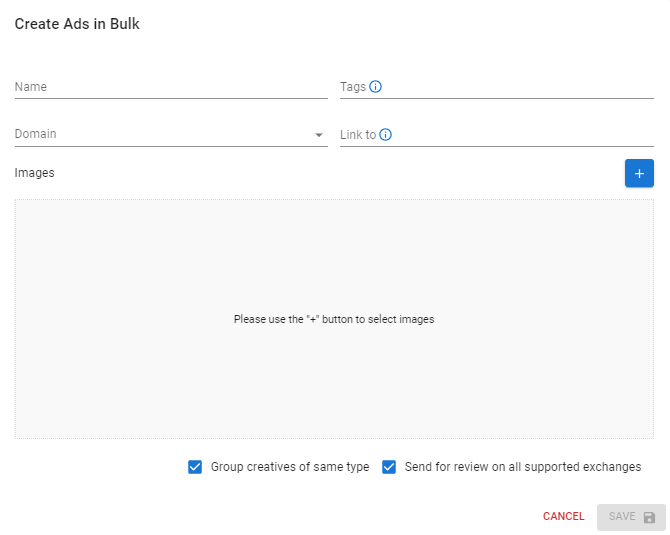 Create Ads in Bulk
Name
Tags
Domain
Link to
Images
+
Please use the "+" button to select images
Group creatives of same type
Send for review on all supported exchanges
CANCEL
SAVE